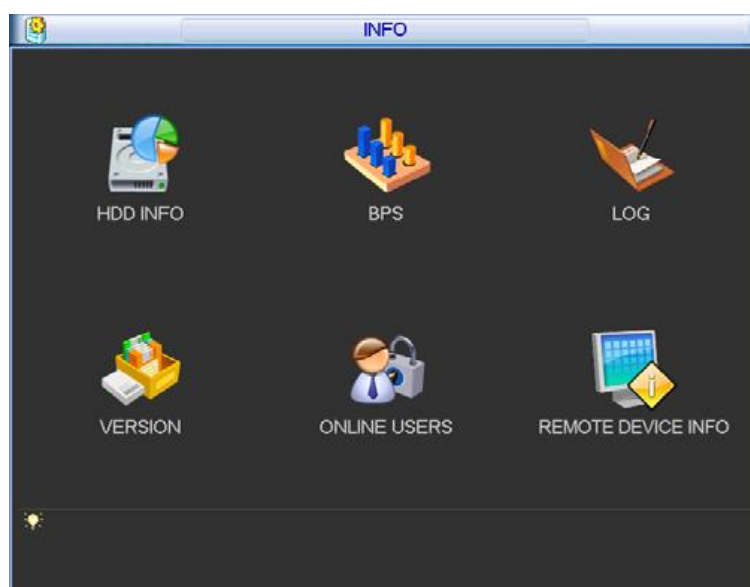 INFO
HDD INFO
BPS
LOG
VERSION
ONLINE USERS
REMOTE DEVICE INFO